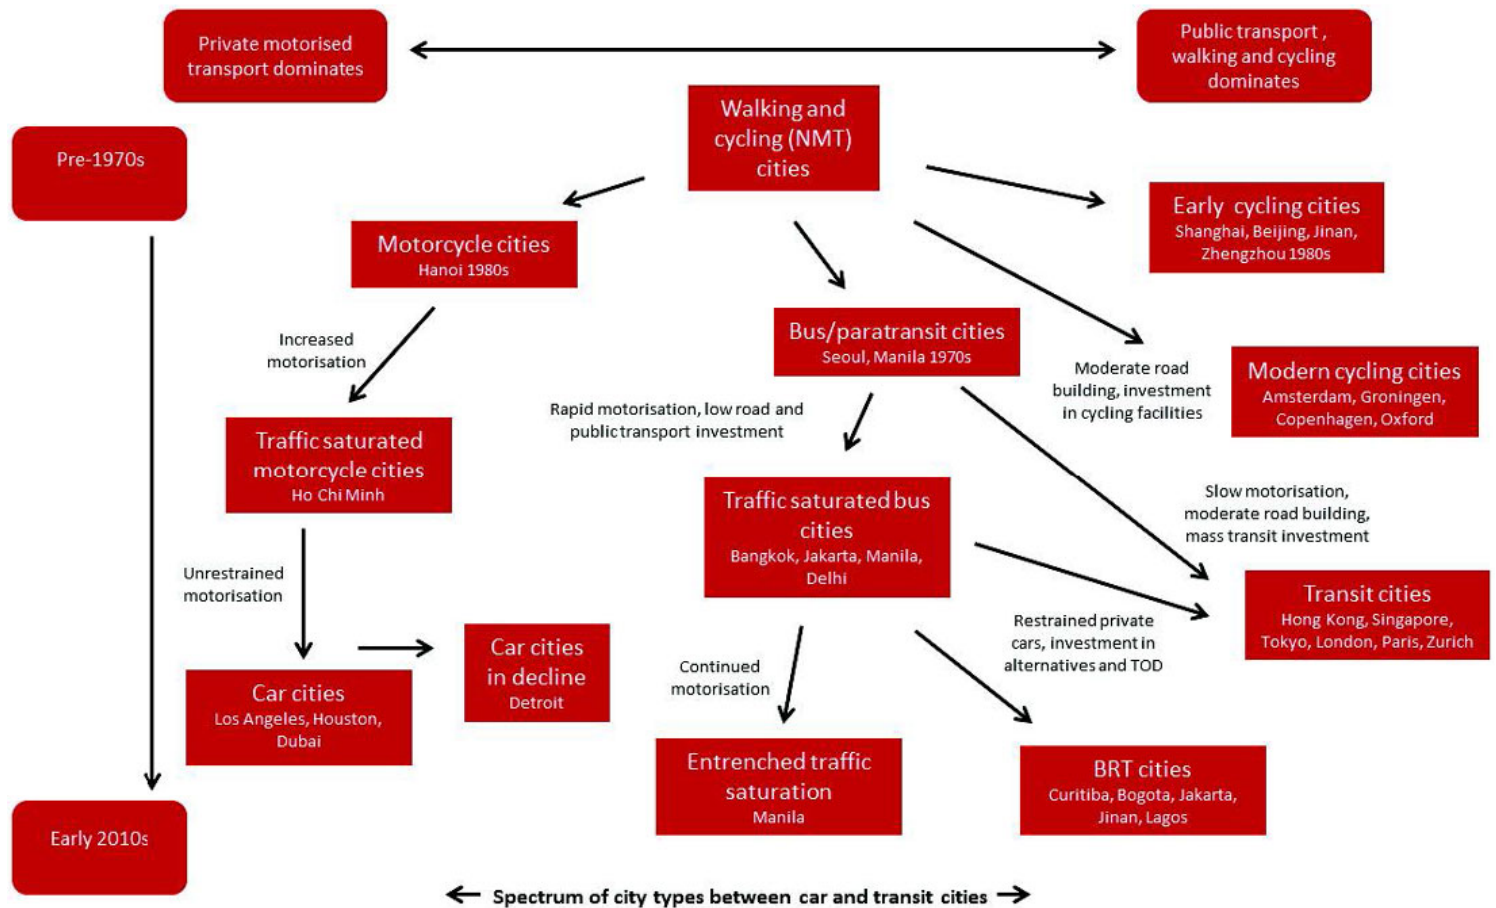 Private motorised
transport dominates
Public transport ,
walking and cycling
dominates
Walking and
cycling (NMT)
cities
Pre-1970s
Early cycling cities
Shanghai, Beijing, Jinan,
Zhengzhou 1980s
Motorcycle cities
Hanoi 1980s
Bus/paratransit cities
Seoul, Manila 1970s
Increased
motorisation
Moderate road
building, investment
in cycling facilities
Modern cycling cities
Amsterdam, Groningen,
Copenhagen, Oxford
Rapid motorisation, low road and
public transport investment
Traffic saturated
motorcycle cities
Ho Chi Minh
Traffic saturated bus
cities
Bangkok, Jakarta, Manila,
Delhi
Slow motorisation,
moderate road building,
mass transit investment
Unrestrained
motorisation
Transit cities
Hong Kong, Singapore,
Tokyo, London, Paris, Zurich
Restrained private
cars, investment in
alternatives and TOD
Car cities
in decline
Detroit
Continued
motorisation
Car cities
Los Angeles, Houston,
Dubai
Entrenched traffic
saturation
Manila
BRT cities
Curitiba, Bogota, Jakarta,
Jinan, Lagos
Early 2010s
Spectrum of city types between car and transit cities